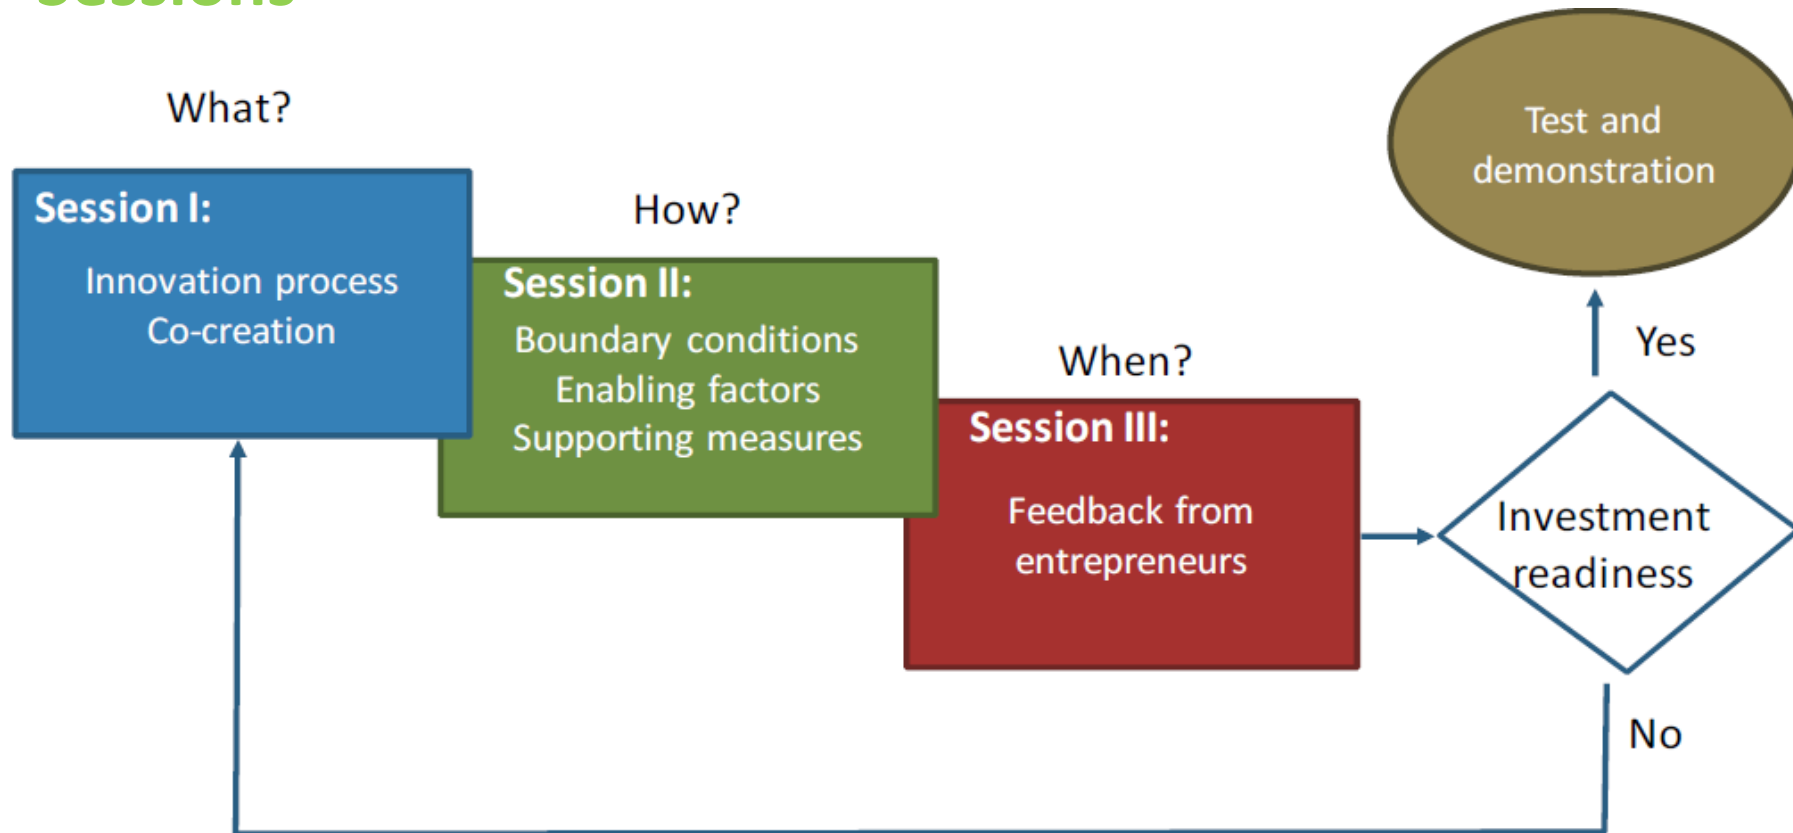 Sessions
What?
Session I:
Innovation process
Co-creation
How?
Session II:
Boundary conditions
Enabling factors
Supporting measures
When?
Session III:
Feedback from
entrepreneurs
Investment
readiness
Yes
Test and
demonstration
No